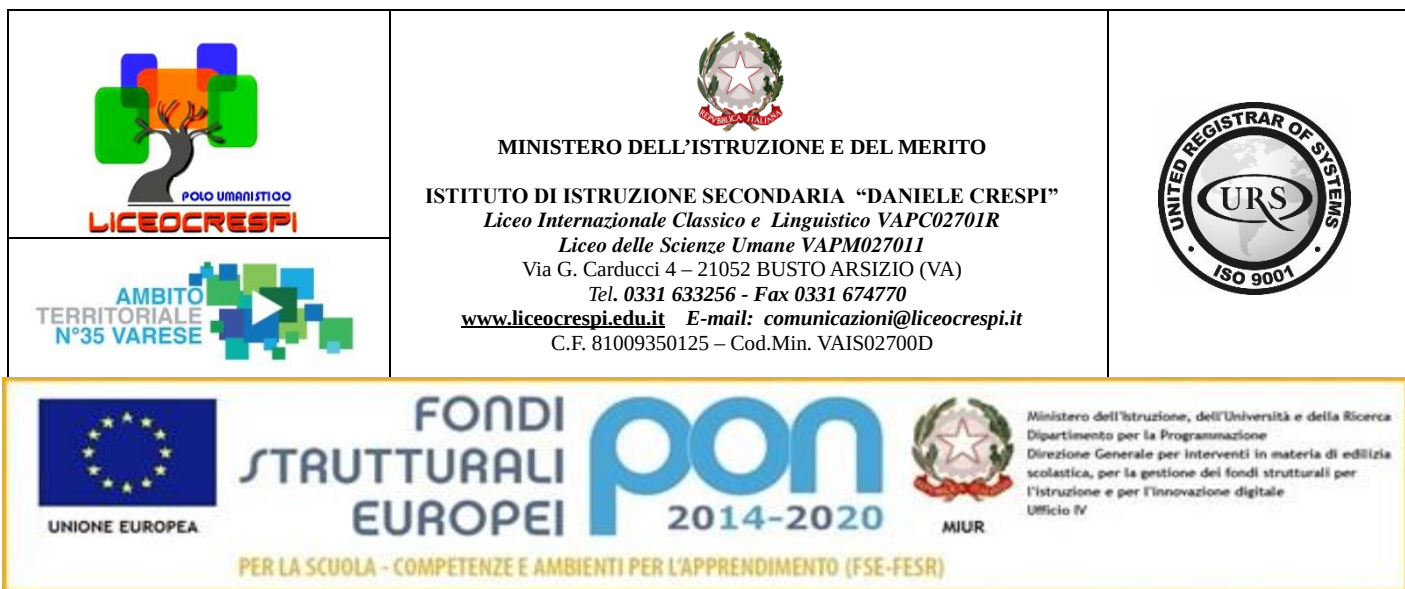 POLO UMANISTICO
LICEOCRESPI
AMBITO
TERRITORIALE
N°35 VARESE
REPVBBLICA ITALIANA
MINISTERO DELL’ISTRUZIONE E DEL MERITO
ISTITUTO DI ISTRUZIONE SECONDARIA “DANIELE CRESPI”
Liceo Internazionale Classico e Linguistico VAPC02701R
Liceo delle Scienze Umane VAPM027011
Via G. Carducci 4 – 21052 BUSTO ARSIZIO (VA)
Tel. 0331 633256 - Fax 0331 674770
www.liceocrespi.edu.it E-mail: comunicazioni@liceocrespi.it
C.F. 81009350125 – Cod.Min. VAIS02700D
UNITED REGISTRAR OF SYSTEMS
URS
ISO 9001
UNIONE EUROPEA
FONDI
STRUTTURALI
EUROPEI
pon
2014-2020
MIUR
Ministero dell'Istruzione, dell'Università e della Ricerca
Dipartimento per la Programmazione
Direzione Generale per interventi in materia di edilizia
scolastica, per la gestione dei fondi strutturali per
l'istruzione e per l'innovazione digitale
Ufficio IV
PER LA SCUOLA - COMPETENZE E AMBIENTI PER L'APPRENDIMENTO (FSE-FESR)